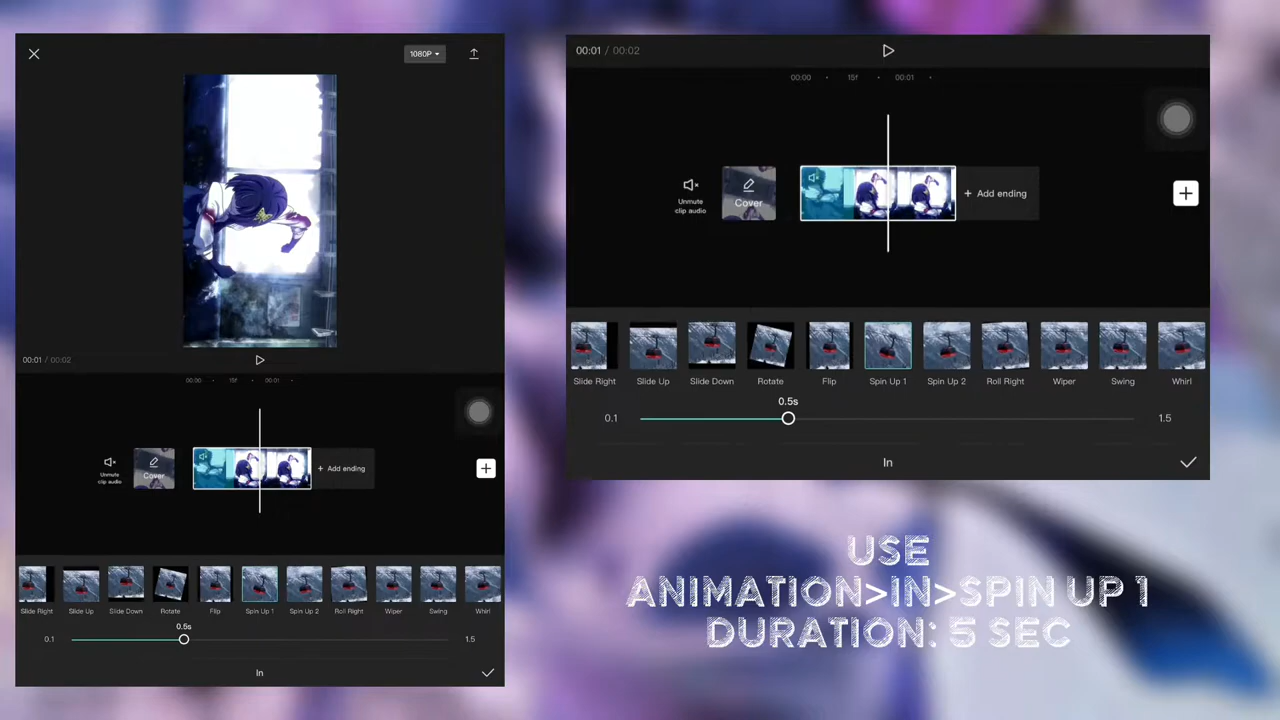 1080P
00:01 / 00:02
00:00
15f
00:01
Unmute
clip audio
Cover
+ Add ending
Slide Right
Slide Up
Slide Down
Rotate
Flip
Spin Up 1
Spin Up 2
Roll Right
Wiper
Swing
Whirl
0.5s
0.1
1.5
In
00:01 / 00:02
00:00
15f
00:01
Unmute
clip audio
Cover
+ Add ending
Slide Right
Slide Up
Slide Down
Rotate
Flip
Spin Up 1
Spin Up 2
Roll Right
Wiper
Swing
Whirl
0.5s
0.1
1.5
In
USE
ANIMATION>IN>SPIN UP 1
DURATION: 5 SEC